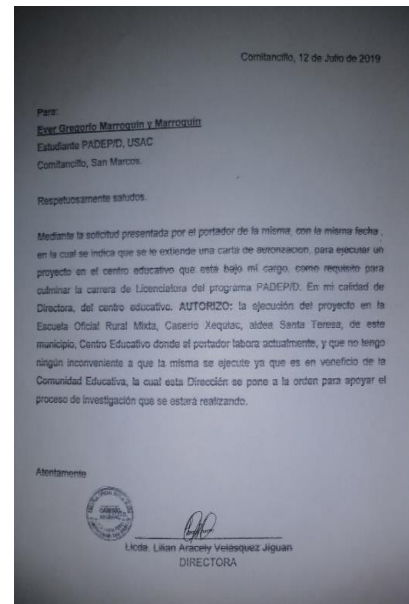 Comitancillo, 12 de Julio de 2019
Para:
Ever Gregorio Marroquin y Marroquin
Estudiante PADEP/D, USAC
Comitancillo, San Marcos.
Respetuosamente saludos.
Mediante la solicitud presentada por el portador de la misma, con la misma fecha ,
en la cual se indica que se le extiende una carta de autorización, para ejecutar un
proyecto en el centro educativo que está bajo mi cargo, como requisito para
culminar la carrera de Licenciatura del programa PADEP/D. En mi calidad de
Directora, del centro educativo. AUTORIZO: la ejecución del proyecto en la
Escuela Oficial Rural Mixta, Caserío Xequiac, aldea Santa Teresa, de este
municipio, Centro Educativo donde el portador labora actualmente, y que no tengo
ningún inconveniente a que la misma se ejecute ya que es en veneficio de la
Comunidad Educativa, la cual esta Dirección se pone a la orden para apoyar el
proceso de Investigación que se estará realizando.
Atentamente
Licda. Lilian Aracely Velásquez Jiguan
DIRECTORA